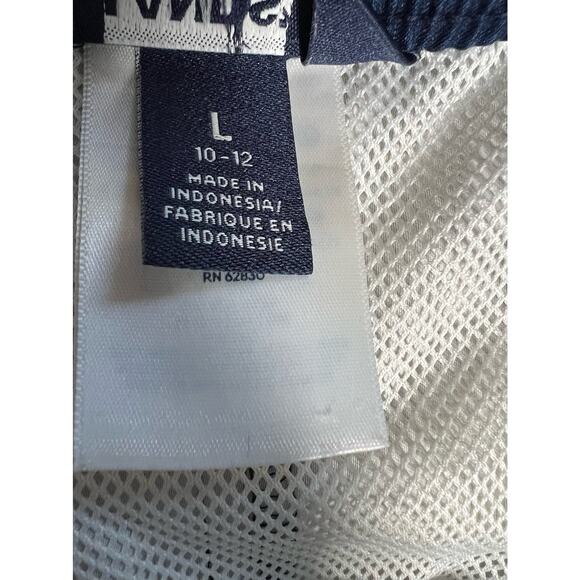 L
10-12
MADE IN
INDONESIA/
FABRIQUE EN
INDONESIE
RN 62830